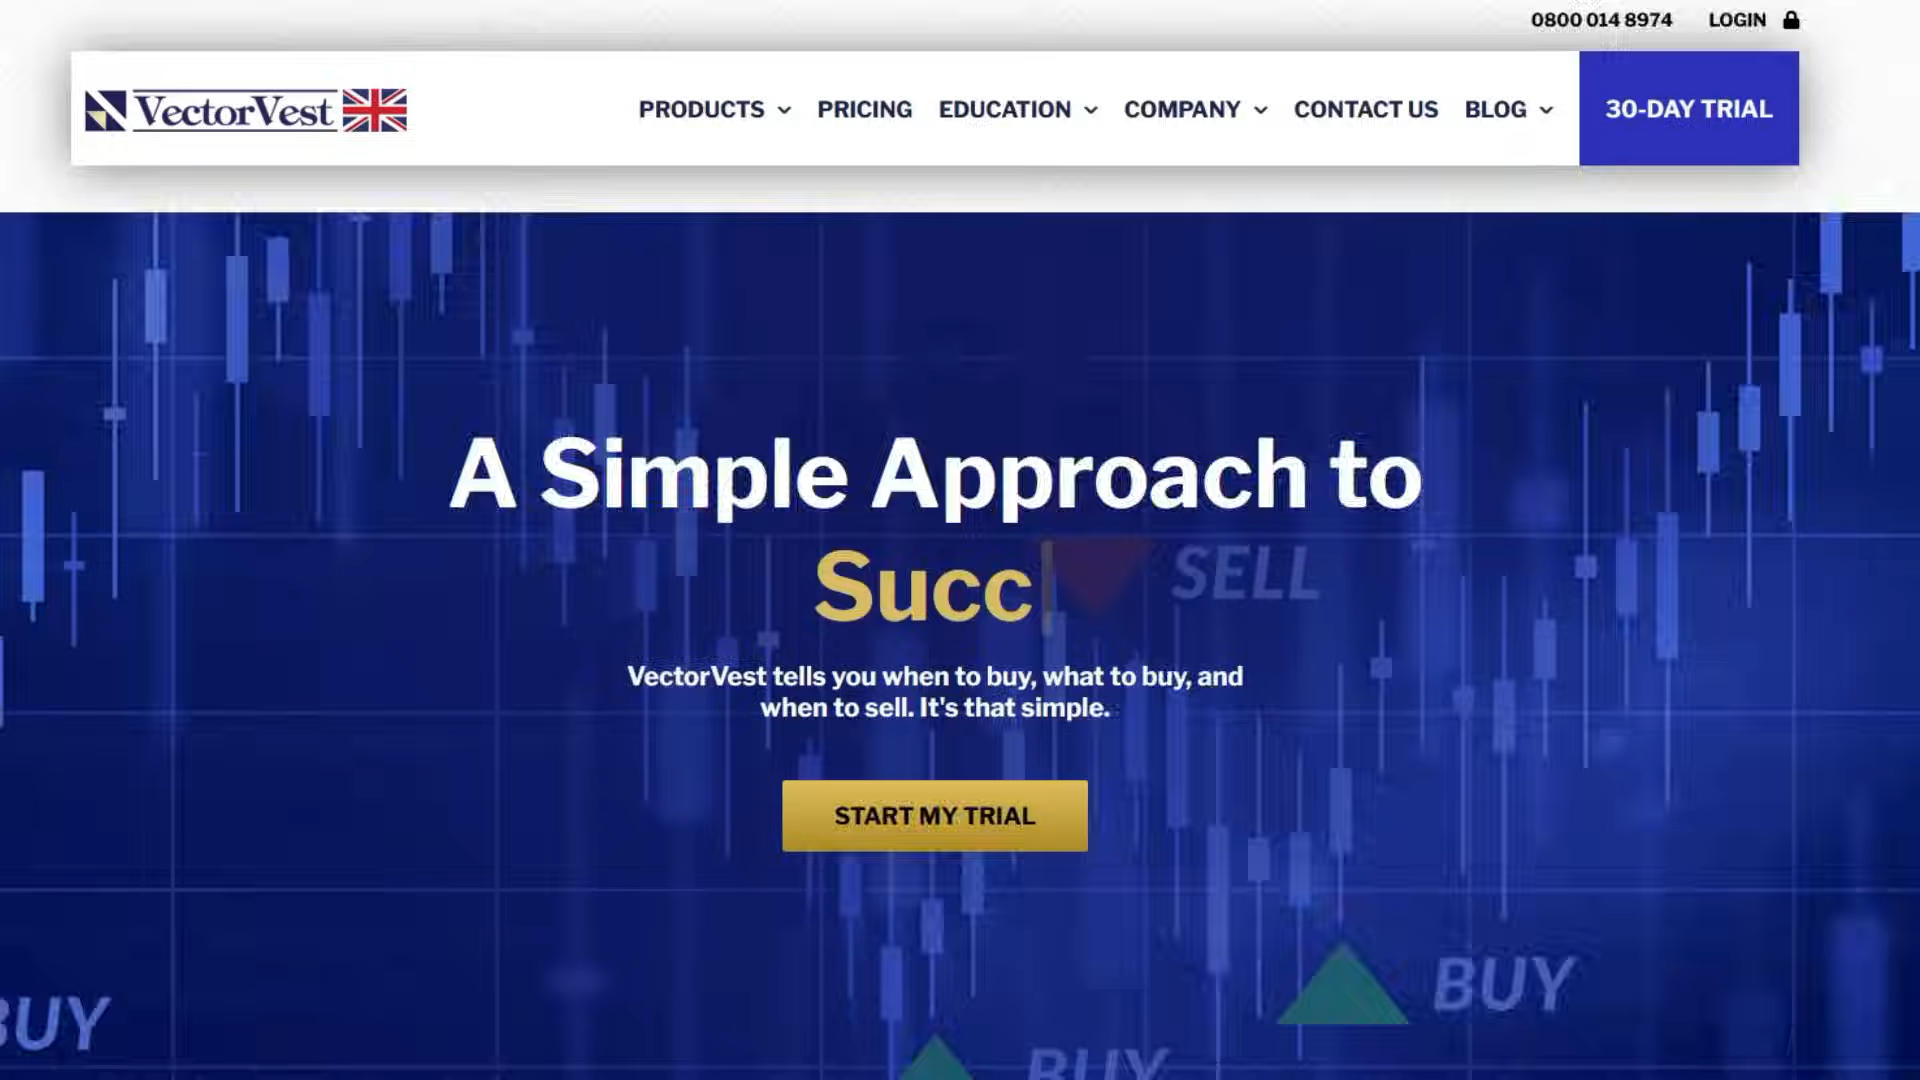 0800 014 8974 LOGIN
VectorVest PRODUCTS PRICING EDUCATION COMPANY CONTACT US BLOG 30-DAY TRIAL
A Simple Approach to
Succ
SELL
VectorVest tells you when to buy, what to buy, and
when to sell. It's that simple.
START MY TRIAL
BUY
BUY
BUY